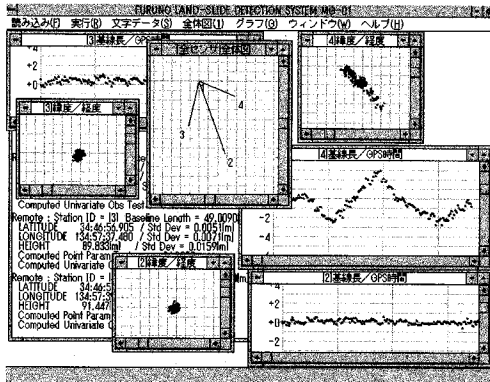 FURUNO LAND-SLIDE DETECTION SYSTEM MG-01
読み込み(F) 実行(R) 文字データ(S) 全体図(I) グラフ(G) ウィンドウ(W) ヘルプ(H)
|3|基線長/GPS時間
+4
+2
全センサ全体図
4
3
2
|4|緯度/経度
|3|緯度/経度
|4|基線長/GPS時間
-2
-4
Computed Univariate Obs Test
Remote : Station ID = |3| Baseline Length = 49.009
LATITUDE 34:46:56.905 / Std Dev = 0.0051[m]
LONGITUDE 134:57:37.480 / Std Dev = 0.0071[m]
HEIGHT 89.833[m] / Std Dev = 0.0159[m]
Computed Point Param
Computed Univariate
Remote : Station ID =
LATITUDE 34:46:5
LONGITUDE 134:57:3
HEIGHT 91.447
Computed Point Param
Computed Univariate
|2|緯度/経度
|2|基線長/GPS時間
+4
+2
+0
-2